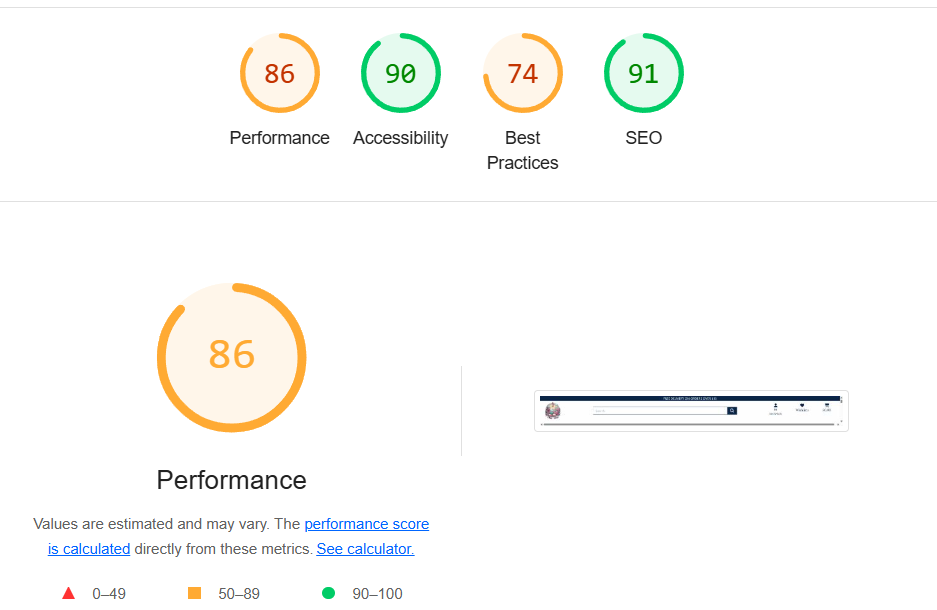 86
90
74
91
Performance
Accessibility
Best
Practices
SEO
86
Performance
Values are estimated and may vary. The performance score
is calculated directly from these metrics. See calculator.
0–49
50–89
90–100